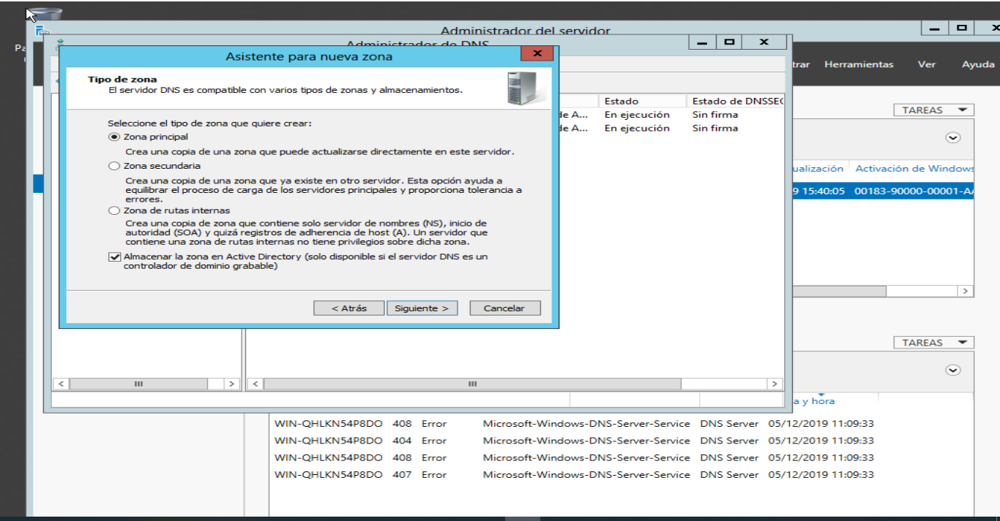 Administrador del servidor
Administrador de DNS
Asistente para nueva zona
Herramientas Ver Ayuda
Tipo de zona
El servidor DNS es compatible con varios tipos de zonas y almacenamientos.
Estado Estado de DNSSEC
de A... En ejecución Sin firma
de A... En ejecución Sin firma
TAREAS
Seleccione el tipo de zona que quiere crear:
Zona principal
Crea una copia de una zona que puede actualizarse directamente en este servidor.
Zona secundaria
Crea una copia de una zona que ya existe en otro servidor. Esta opción ayuda a
equilibrar el proceso de carga de los servidores principales y proporciona tolerancia a
errores.
Zona de rutas internas
Crea una copia de zona que contiene solo servidor de nombres (NS), inicio de
autoridad (SOA) y quizá registros de adherencia de host (A). Un servidor que
contiene una zona de rutas internas no tiene privilegios sobre dicha zona.
Almacenar la zona en Active Directory (solo disponible si el servidor DNS es un
controlador de dominio grabable)
< Atrás Siguiente > Cancelar
ualización Activación de Windows
9 15:40:05 00183-90000-00001-A
TAREAS
a y hora
WIN-QHLKN54P8DO 408 Error Microsoft-Windows-DNS-Server-Service DNS Server 05/12/2019 11:09:33
WIN-QHLKN54P8DO 404 Error Microsoft-Windows-DNS-Server-Service DNS Server 05/12/2019 11:09:33
WIN-QHLKN54P8DO 408 Error Microsoft-Windows-DNS-Server-Service DNS Server 05/12/2019 11:09:33
WIN-QHLKN54P8DO 407 Error Microsoft-Windows-DNS-Server-Service DNS Server 05/12/2019 11:09:33